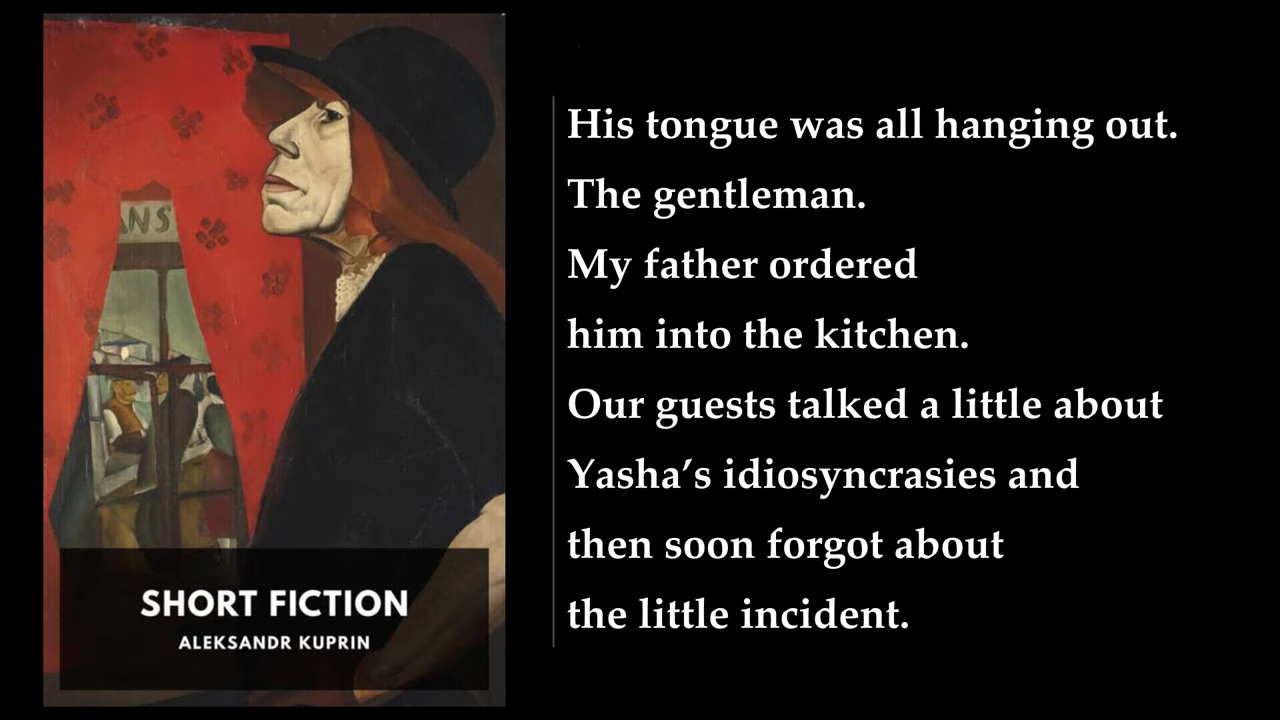 ANS
SHORT FICTION
ALEKSANDR KUPRIN
His tongue was all hanging out.
The gentleman.
My father ordered
him into the kitchen.
Our guests talked a little about
Yasha’s idiosyncrasies and
then soon forgot about
the little incident.